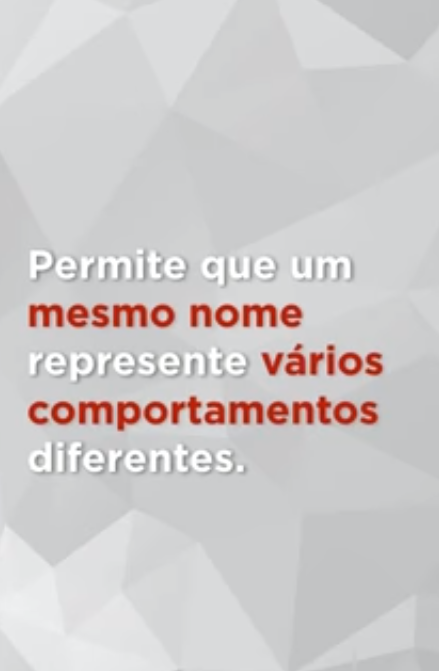 Permite que um
mesmo nome
represente vários
comportamentos
diferentes.